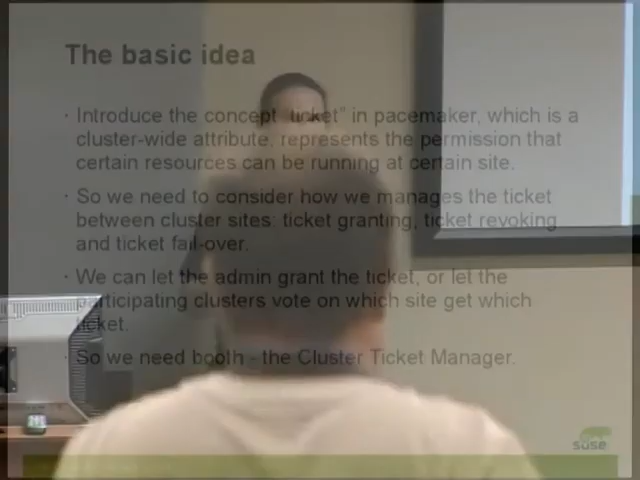 The basic idea
· Introduce the concept "ticket" in pacemaker, which is a
cluster-wide attribute, represents the permission that
certain resources can be running at certain site.
· So we need to consider how we manages the ticket
between cluster sites: ticket granting, ticket revoking
and ticket fail-over.
· We can let the admin grant the ticket, or let the
participating clusters vote on which site get which
ticket.
· So we need booth - the Cluster Ticket Manager.
suse